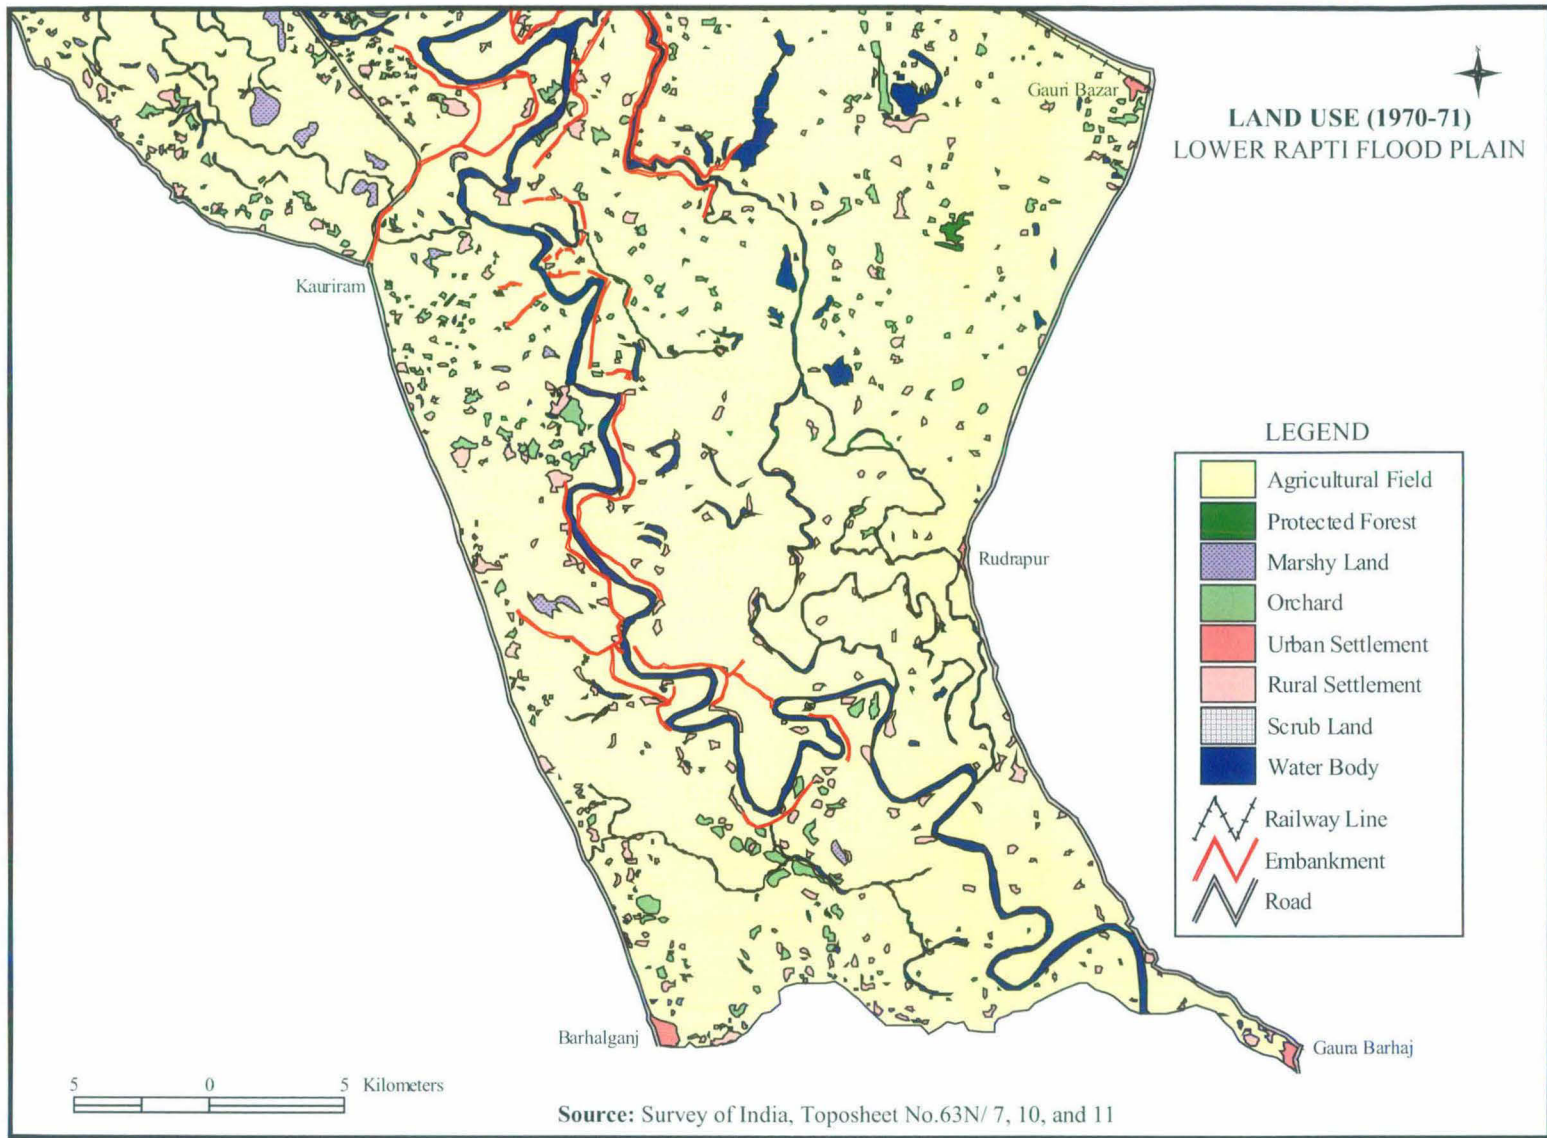 Gauri Bazar
N
LAND USE (1970-71)
LOWER RAPTI FLOOD PLAIN
Kauriram
LEGEND
Agricultural Field
Protected Forest
Marshy Land
Orchard
Urban Settlement
Rural Settlement
Scrub Land
Water Body
Railway Line
Embankment
Road
Rudrapur
Barhalganj
Gaura Barhaj
5 0 5 Kilometers
Source: Survey of India, Toposheet No.63N/ 7, 10, and 11